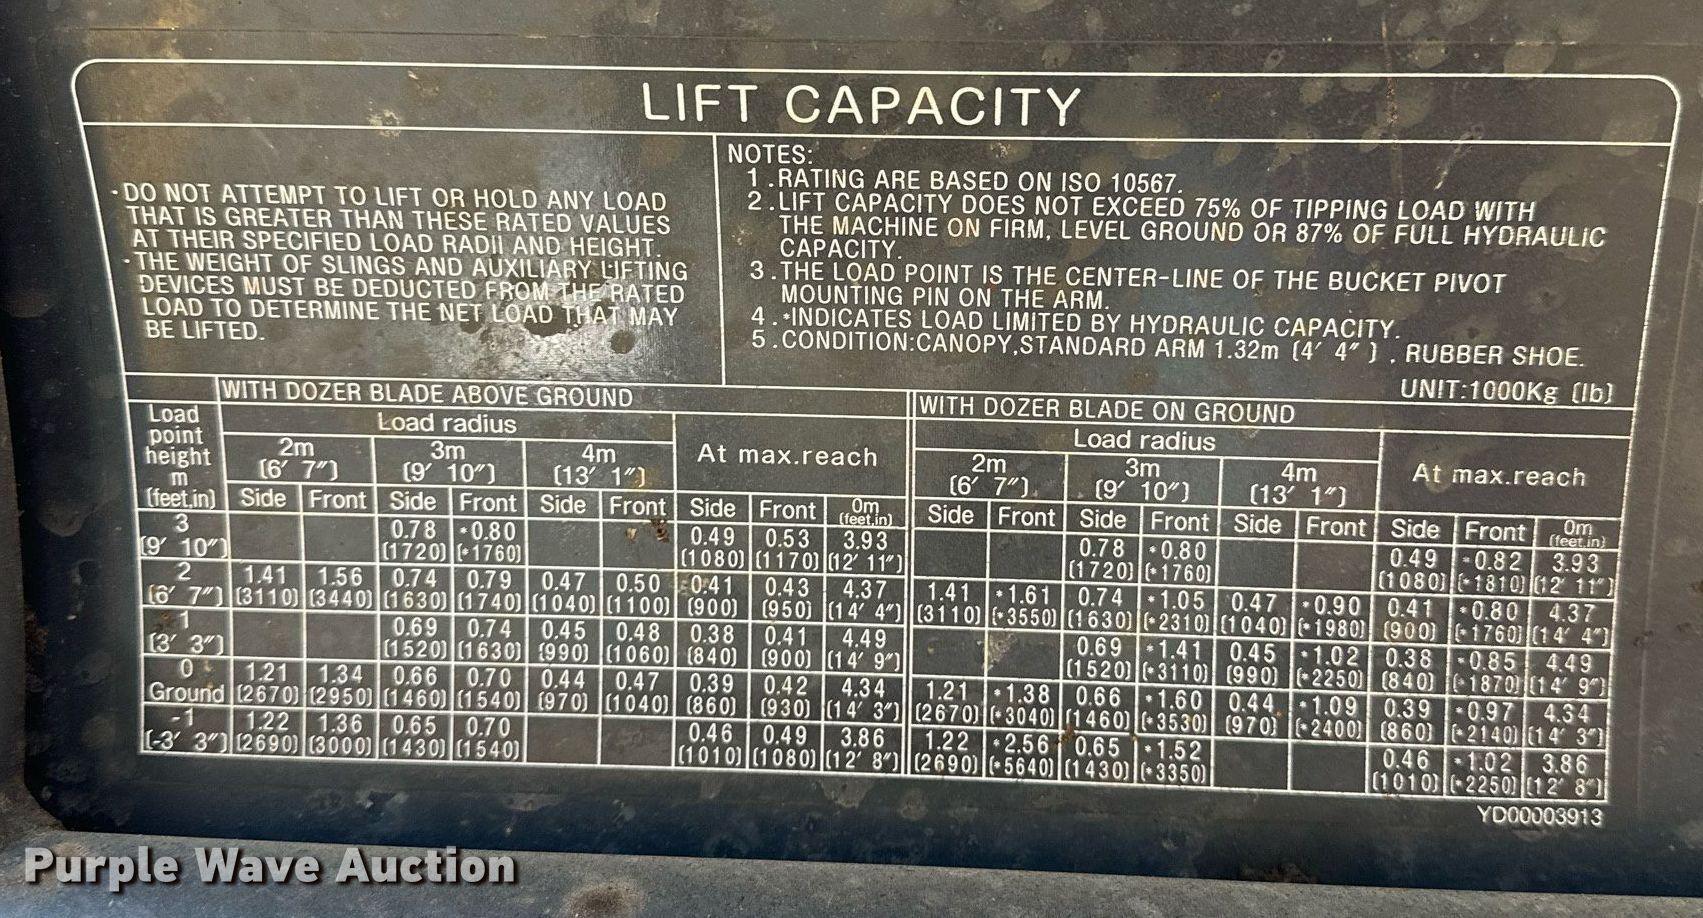 LIFT CAPACITY
·DO NOT ATTEMPT TO LIFT OR HOLD ANY LOAD
THAT IS GREATER THAN THESE RATED VALUES
AT THEIR SPECIFIED LOAD RADII AND HEIGHT.
·THE WEIGHT OF SLINGS AND AUXILIARY LIFTING
DEVICES MUST BE DEDUCTED FROM THE RATED
LOAD TO DETERMINE THE NET LOAD THAT MAY
BE LIFTED.
NOTES:
1.RATING ARE BASED ON ISO 10567.
2.LIFT CAPACITY DOES NOT EXCEED 75% OF TIPPING LOAD WITH
THE MACHINE ON FIRM, LEVEL GROUND OR 87% OF FULL HYDRAULIC
CAPACITY.
3.THE LOAD POINT IS THE CENTER-LINE OF THE BUCKET PIVOT
MOUNTING PIN ON THE ARM.
4.*INDICATES LOAD LIMITED BY HYDRAULIC CAPACITY.
5.CONDITION:CANOPY,STANDARD ARM 1.32m (4′ 4″), RUBBER SHOE.
UNIT:1000Kg (lb)
Load point height m (feet,in) WITH DOZER BLADE ABOVE GROUND WITH DOZER BLADE ON GROUND
Load radius At max.reach Load radius At max.reach
2m 3m 4m 2m 3m 4m
(6′ 7″) (9′ 10″) (13′ 1″) (6′ 7″) (9′ 10″) (13′ 1″)
Side Front Side Front Side Front Side Front 0m (feet,in) Side Front Side Front Side Front Side Front 0m (feet,in)
3 0.78 *0.80 0.49 0.53 3.93 0.78 *0.80 0.49 *0.82 3.93
(9′ 10″) (1720) (*1760) (1080) (1170) (12′ 11″) (1720) (*1760) (1080) (*1810) (12′ 11″)
2 1.41 1.56 0.74 0.79 0.47 0.50 0.41 0.43 4.37 1.41 *1.61 0.74 *1.05 0.47 *0.90 0.41 *0.80 4.37
(6′ 7″) (3110) (3440) (1630) (1740) (1040) (1100) (900) (950) (14′ 4″) (3110) (*3550) (1630) (*2310) (1040) (*1980) (900) (*1760) (14′ 4″)
1 0.69 0.74 0.45 0.48 0.38 0.41 4.49 0.69 *1.41 0.45 *1.02 0.38 *0.85 4.49
(3′ 3″) (1520) (1630) (990) (1060) (840) (900) (14′ 9″) (1520) (*3110) (990) (*2250) (840) (*1870) (14′ 9″)
0 1.21 1.34 0.66 0.70 0.44 0.47 0.39 0.42 4.34 1.21 *1.38 0.66 *1.60 0.44 *1.09 0.39 *0.97 4.34
Ground (2670) (2950) (1460) (1540) (970) (1040) (860) (930) (14′ 3″) (2670) (*3040) (1460) (*3530) (970) (*2400) (860) (*2140) (14′ 3″)
-1 1.22 1.36 0.65 0.70 0.46 0.49 3.86 1.22 *2.56 0.65 *1.52 0.46 *1.02 3.86
(-3′ 3″) (2690) (3000) (1430) (1540) (1010) (1080) (12′ 8″) (2690) (*5640) (1430) (*3350) (1010) (*2250) (12′ 8″)
YD00003913
Purple Wave Auction